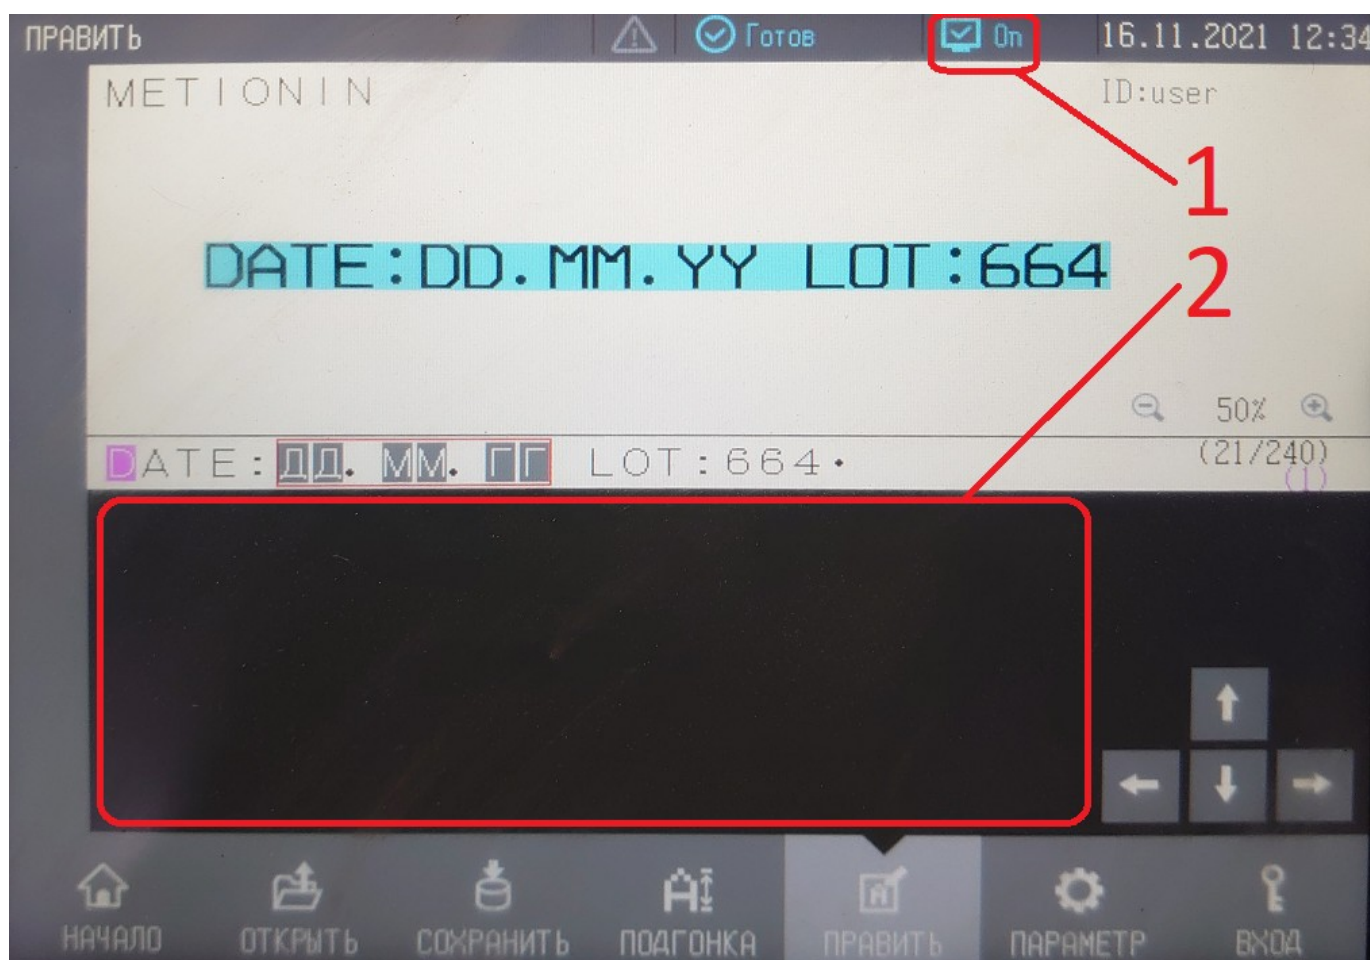 ПРАВИТЬ Готов On 16.11.2021 12:34
METIONIN ID:user
1
DATE:DD.MM.YY LOT:664
2
50%
DATE:ДД.ММ.ГГ LOT:664• (21/240)
(1)
НАЧАЛО ОТКРЫТЬ СОХРАНИТЬ ПОДГОНКА ПРАВИТЬ ПАРАМЕТР ВХОД